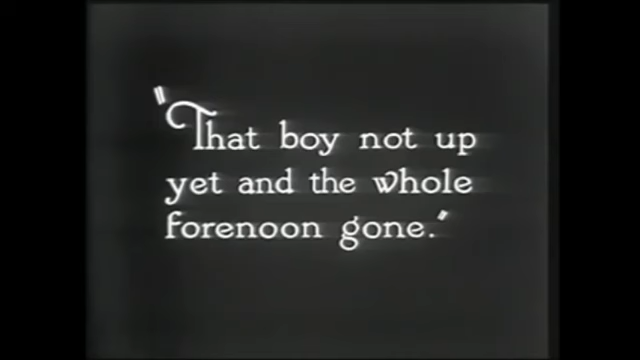 "That boy not up
yet and the whole
forenoon gone."